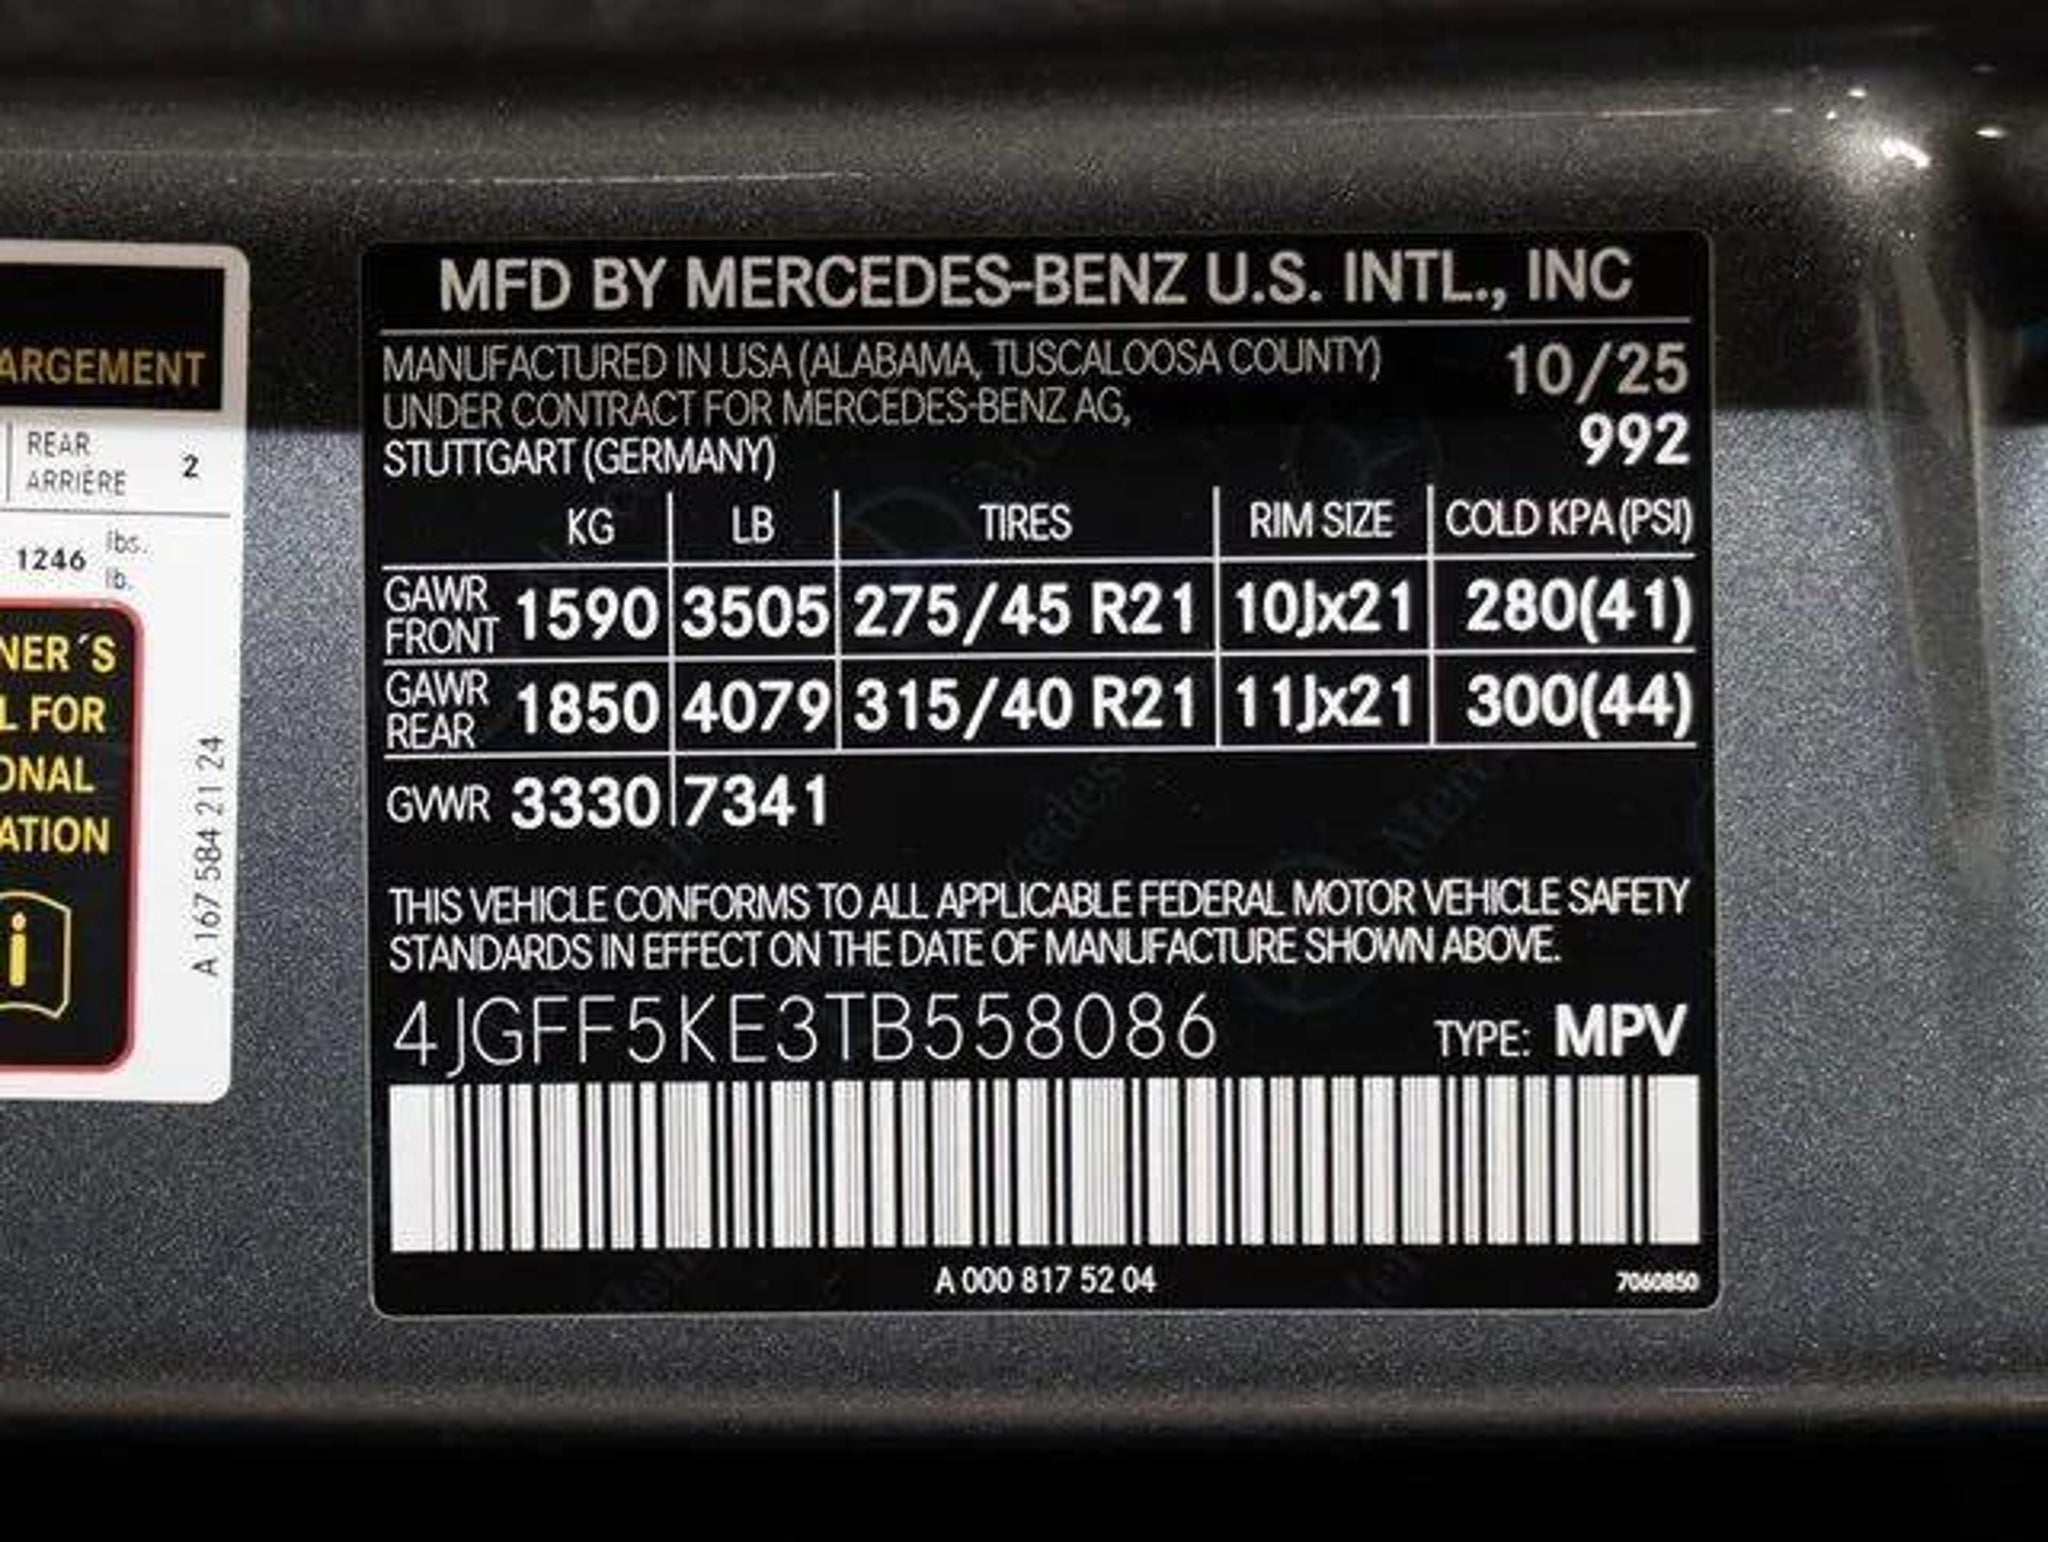 ARGEMENT
REAR
ARRIÈRE 2
1246 lbs.
lb.
NER´S
L FOR
ONAL
ATION
i
A 167 584 21 24
MFD BY MERCEDES-BENZ U.S. INTL., INC
MANUFACTURED IN USA (ALABAMA, TUSCALOOSA COUNTY) 10/25
UNDER CONTRACT FOR MERCEDES-BENZ AG,
STUTTGART (GERMANY) 992
KG LB TIRES RIM SIZE COLD KPA (PSI)
GAWR FRONT 1590 3505 275/45 R21 10Jx21 280(41)
GAWR REAR 1850 4079 315/40 R21 11Jx21 300(44)
GVWR 3330 7341
THIS VEHICLE CONFORMS TO ALL APPLICABLE FEDERAL MOTOR VEHICLE SAFETY
STANDARDS IN EFFECT ON THE DATE OF MANUFACTURE SHOWN ABOVE.
4JGFF5KE3TB558086 TYPE: MPV
A 000 817 52 04 7060850